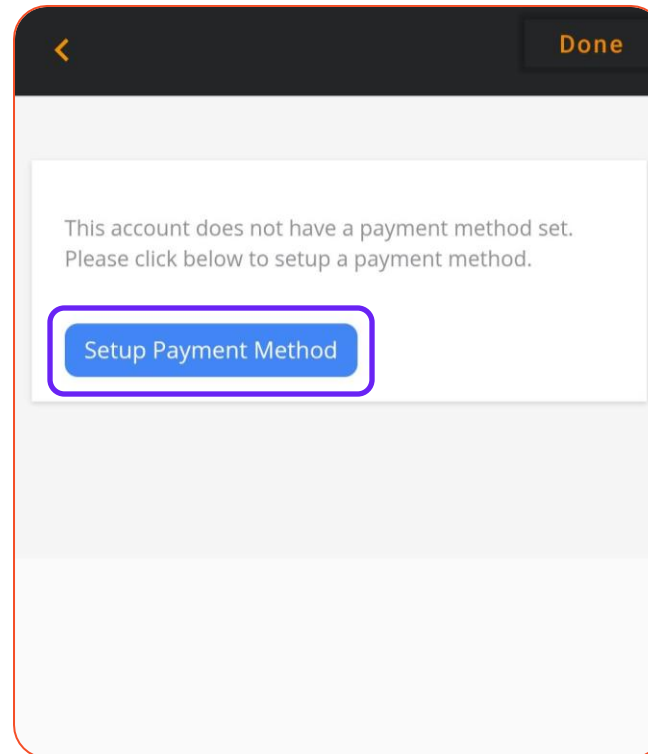 Done
This account does not have a payment method set.
Please click below to setup a payment method.
Setup Payment Method